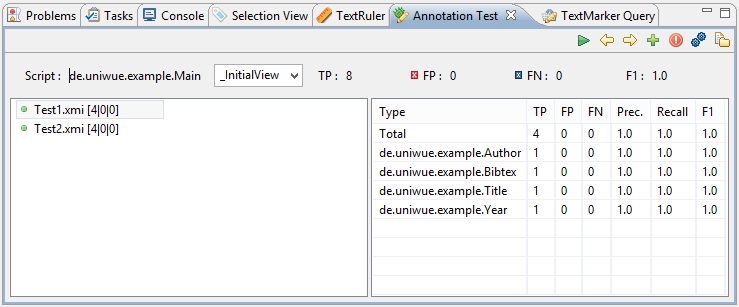 Problems Tasks Console Selection View TextRuler Annotation Test TextMarker Query
Script : de.uniwue.example.Main _InitialView TP : 8 FP : 0 FN : 0 F1 : 1.0
Test1.xmi [4|0|0]
Test2.xmi [4|0|0]
Type TP FP FN Prec. Recall F1
Total 4 0 0 1.0 1.0 1.0
de.uniwue.example.Author 1 0 0 1.0 1.0 1.0
de.uniwue.example.Bibtex 1 0 0 1.0 1.0 1.0
de.uniwue.example.Title 1 0 0 1.0 1.0 1.0
de.uniwue.example.Year 1 0 0 1.0 1.0 1.0